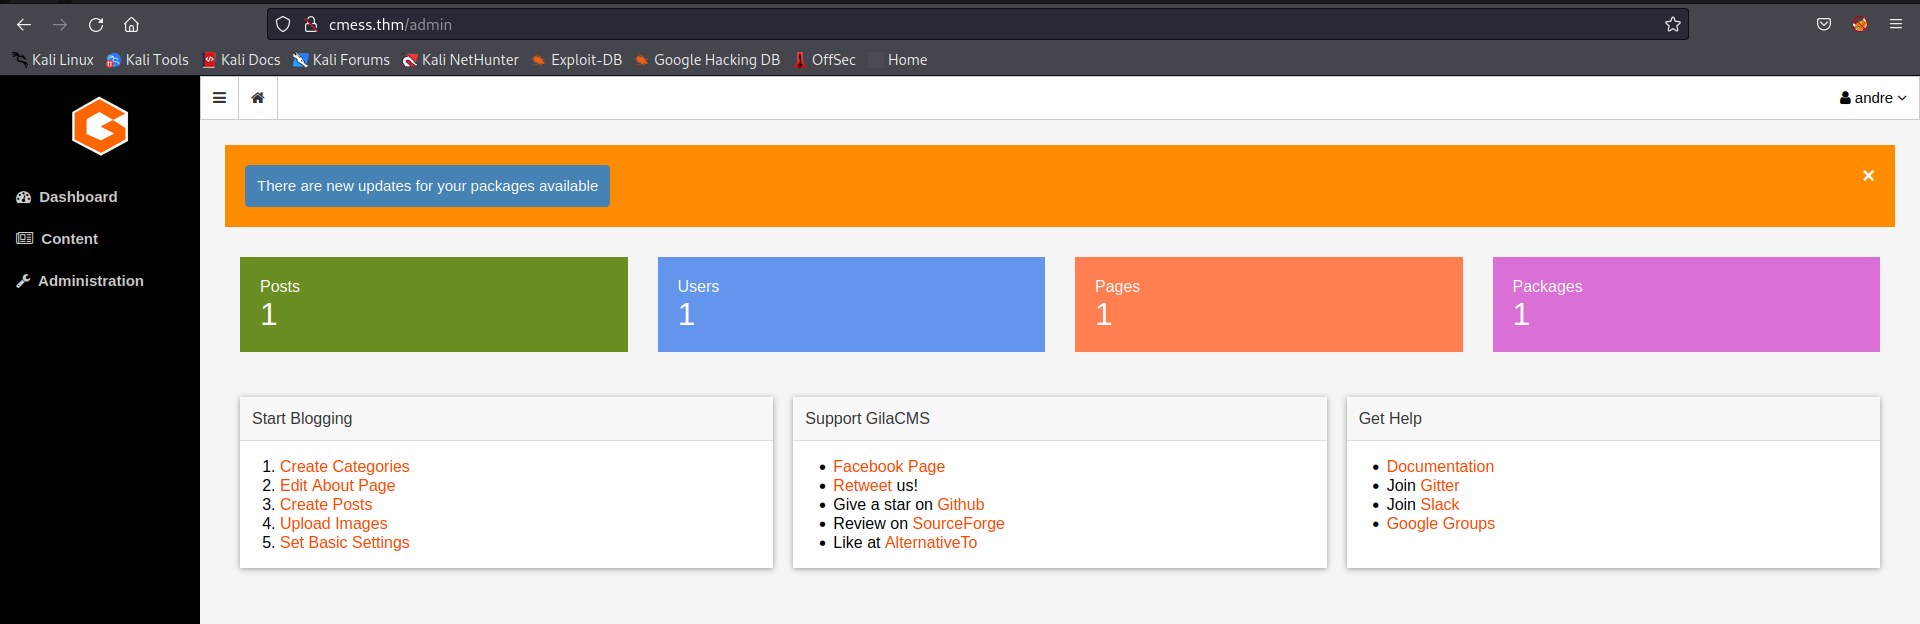 cmess.thm/admin
Kali Linux Kali Tools Kali Docs Kali Forums Kali NetHunter Exploit-DB Google Hacking DB OffSec Home
andre
There are new updates for your packages available ×
Dashboard
Content
Administration
Posts
1
Users
1
Pages
1
Packages
1
Start Blogging
1. Create Categories
2. Edit About Page
3. Create Posts
4. Upload Images
5. Set Basic Settings
Support GilaCMS
• Facebook Page
• Retweet us!
• Give a star on Github
• Review on SourceForge
• Like at AlternativeTo
Get Help
• Documentation
• Join Gitter
• Join Slack
• Google Groups